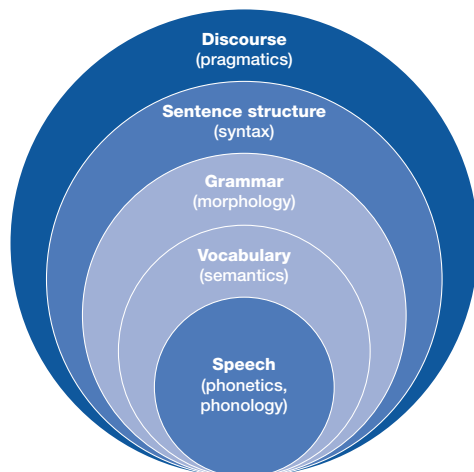 Discourse
(pragmatics)
Sentence structure
(syntax)
Grammar
(morphology)
Vocabulary
(semantics)
Speech
(phonetics,
phonology)